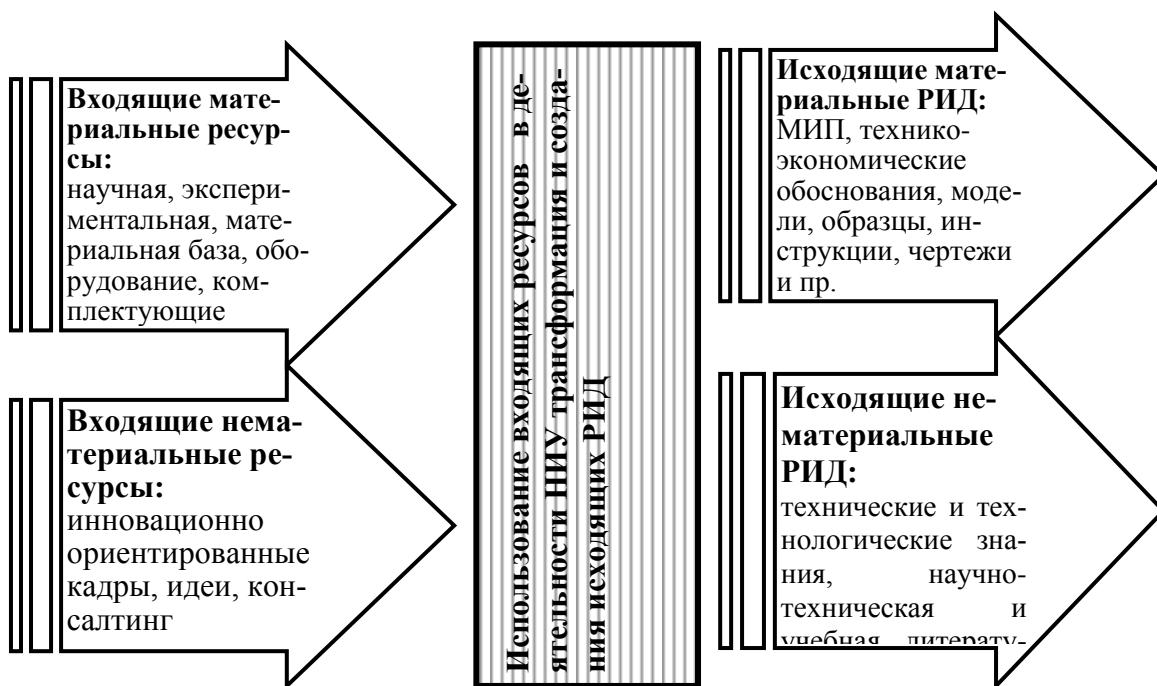 Входящие мате-
риальные ресур-
сы:
научная, экспери-
ментальная, мате-
риальная база, обо-
рудование, ком-
плектующие
Входящие нема-
териальные ре-
сурсы:
инновационно
ориентированные
кадры, идеи, кон-
салтинг
Использование входящих ресурсов в де-
ятельности НИУ трансформация и созда-
ния исходящих РИД
Исходящие мате-
риальные РИД:
МИП, технико-
экономические
обоснования, моде-
ли, образцы, ин-
струкции, чертежи
и пр.
Исходящие не-
материальные
РИД:
технические и тех-
нологические зна-
ния, научно-
техническая и
учебная литерату-